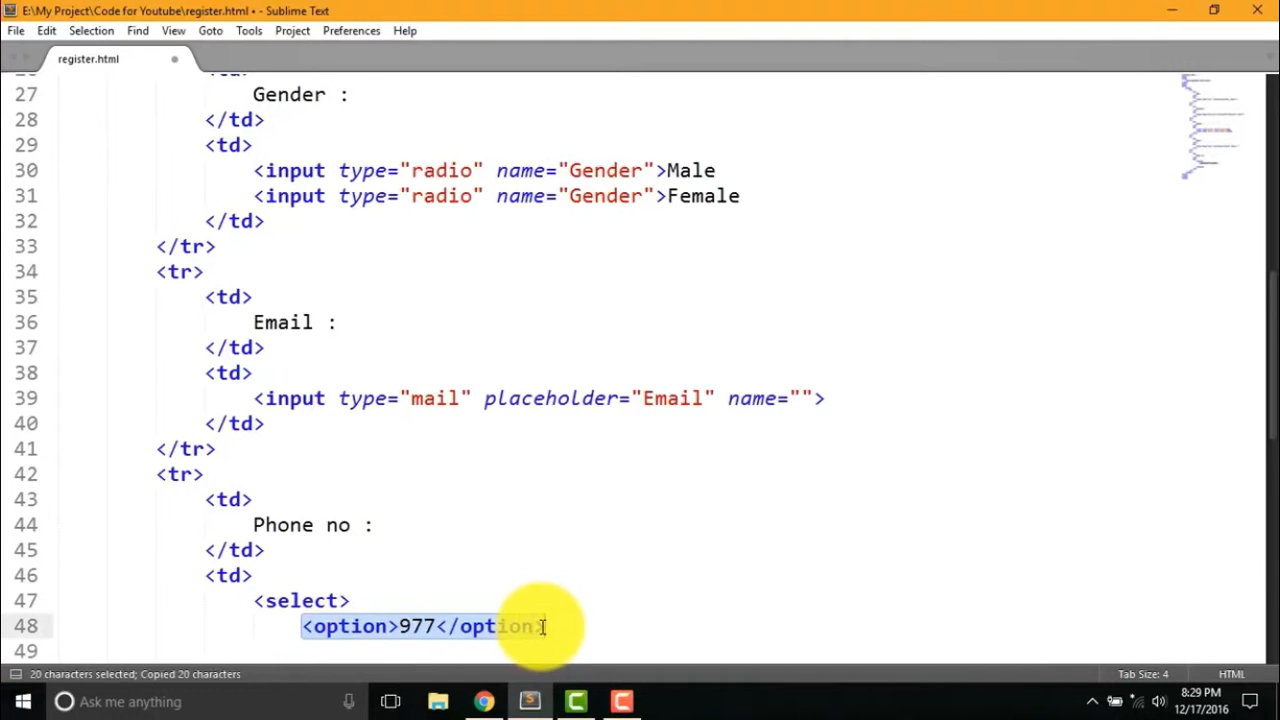 E:\My Project\Code for Youtube\register.html • - Sublime Text
File Edit Selection Find View Goto Tools Project Preferences Help
register.html
27 Gender :
28 </td>
29 <td>
30 <input type="radio" name="Gender">Male
31 <input type="radio" name="Gender">Female
32 </td>
33 </tr>
34 <tr>
35 <td>
36 Email :
37 </td>
38 <td>
39 <input type="mail" placeholder="Email" name="">
40 </td>
41 </tr>
42 <tr>
43 <td>
44 Phone no :
45 </td>
46 <td>
47 <select>
48 <option>977</option>
49
20 characters selected; Copied 20 characters Tab Size: 4 HTML
Ask me anything
8:29 PM
12/17/2016